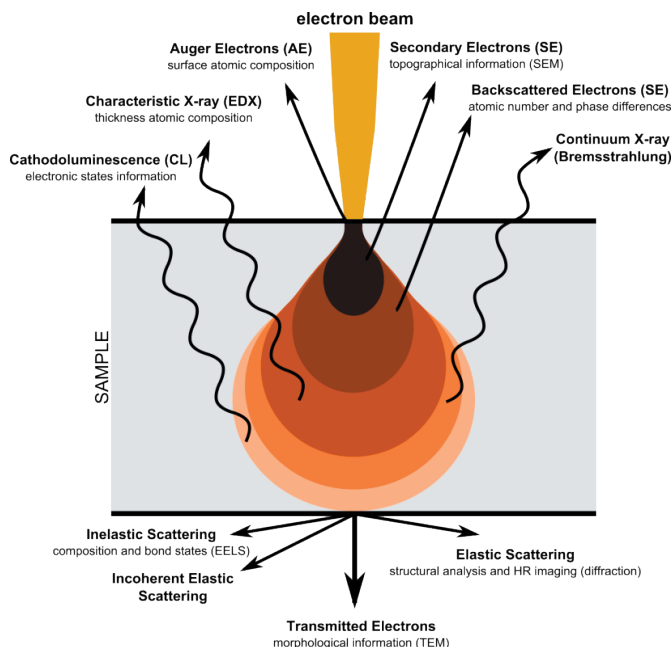 electron beam
Auger Electrons (AE)
surface atomic composition
Secondary Electrons (SE)
topographical information (SEM)
Characteristic X-ray (EDX)
thickness atomic composition
Backscattered Electrons (SE)
atomic number and phase differences
Cathodoluminescence (CL)
electronic states information
Continuum X-ray
(Bremsstrahlung)
SAMPLE
Inelastic Scattering
composition and bond states (EELS)
Incoherent Elastic
Scattering
Elastic Scattering
structural analysis and HR imaging (diffraction)
Transmitted Electrons
morphological information (TEM)